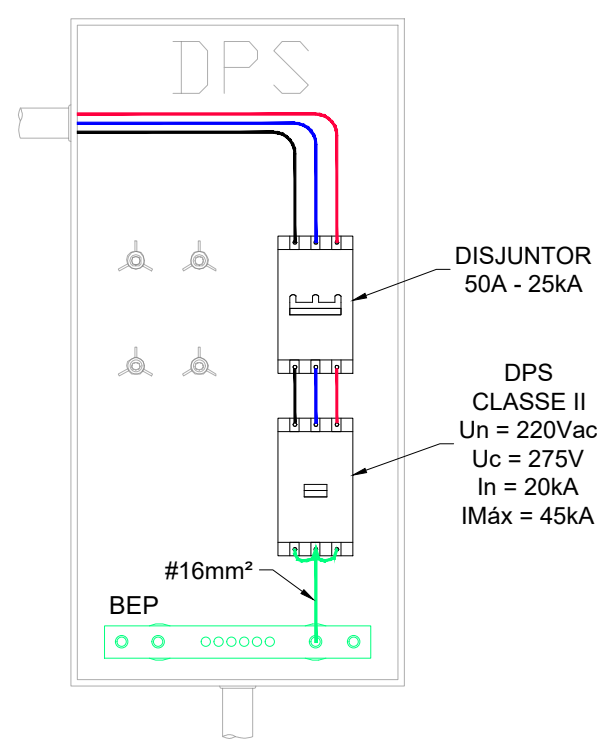 DPS
DISJUNTOR
50A - 25kA
DPS
CLASSE II
Un = 220Vac
Uc = 275V
In = 20kA
IMáx = 45kA
#16mm²
BEP